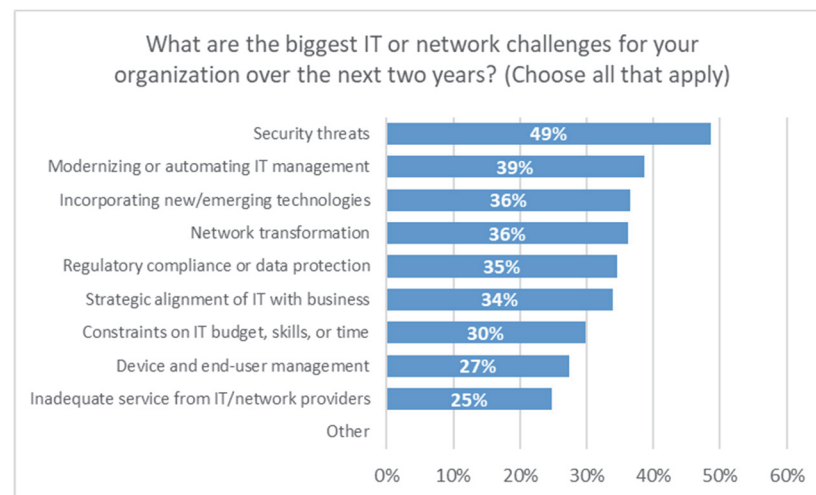 What are the biggest IT or network challenges for your
organization over the next two years? (Choose all that apply)
Security threats 49%
Modernizing or automating IT management 39%
Incorporating new/emerging technologies 36%
Network transformation 36%
Regulatory compliance or data protection 35%
Strategic alignment of IT with business 34%
Constraints on IT budget, skills, or time 30%
Device and end-user management 27%
Inadequate service from IT/network providers 25%
Other
0% 10% 20% 30% 40% 50% 60%